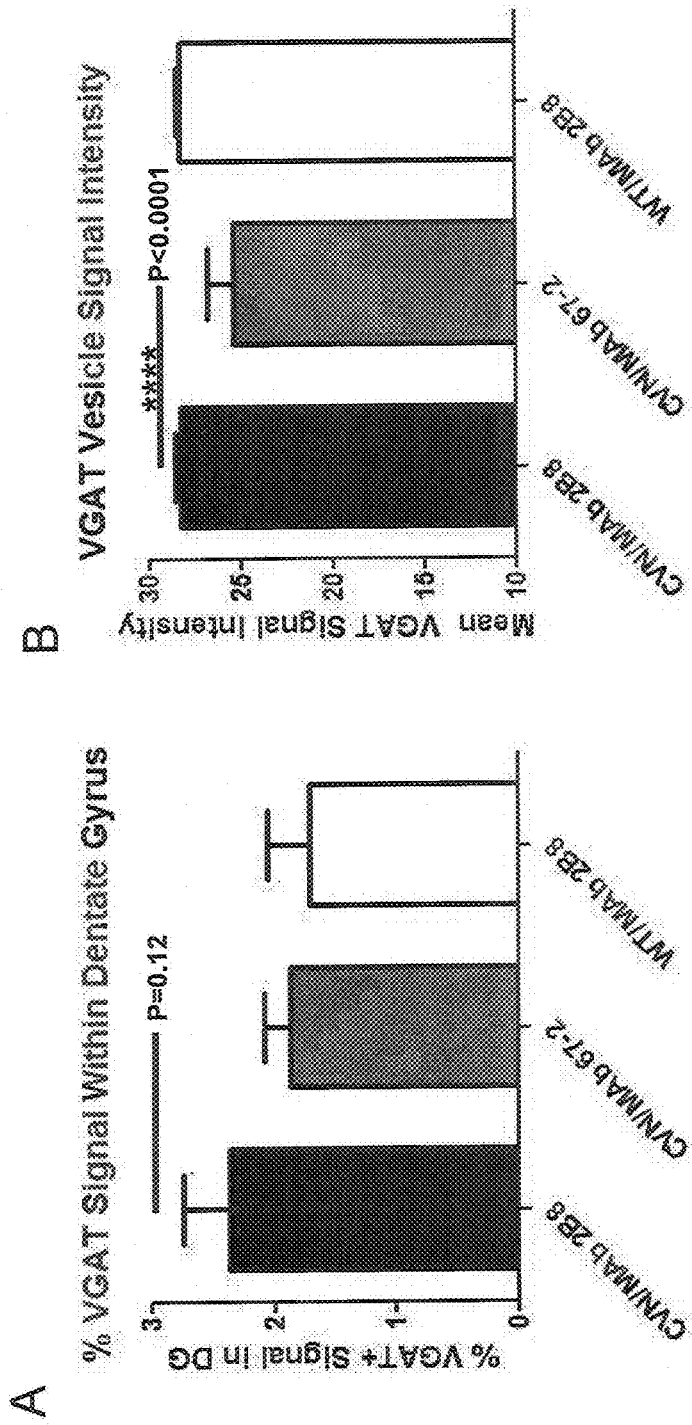 A
% VGAT Signal Within Dentate Gyrus
P=0.12
% VGAT+ Signal in DG
3
2
1
0
CVN/MAb 2B8
CVN/MAb 67-2
WT/MAb 2B8
B
VGAT Vesicle Signal Intensity
****
P<0.0001
Mean VGAT Signal Intensity
30
25
20
15
10
CVN/MAb 2B8
CVN/MAb 67-2
WT/MAb 2B8